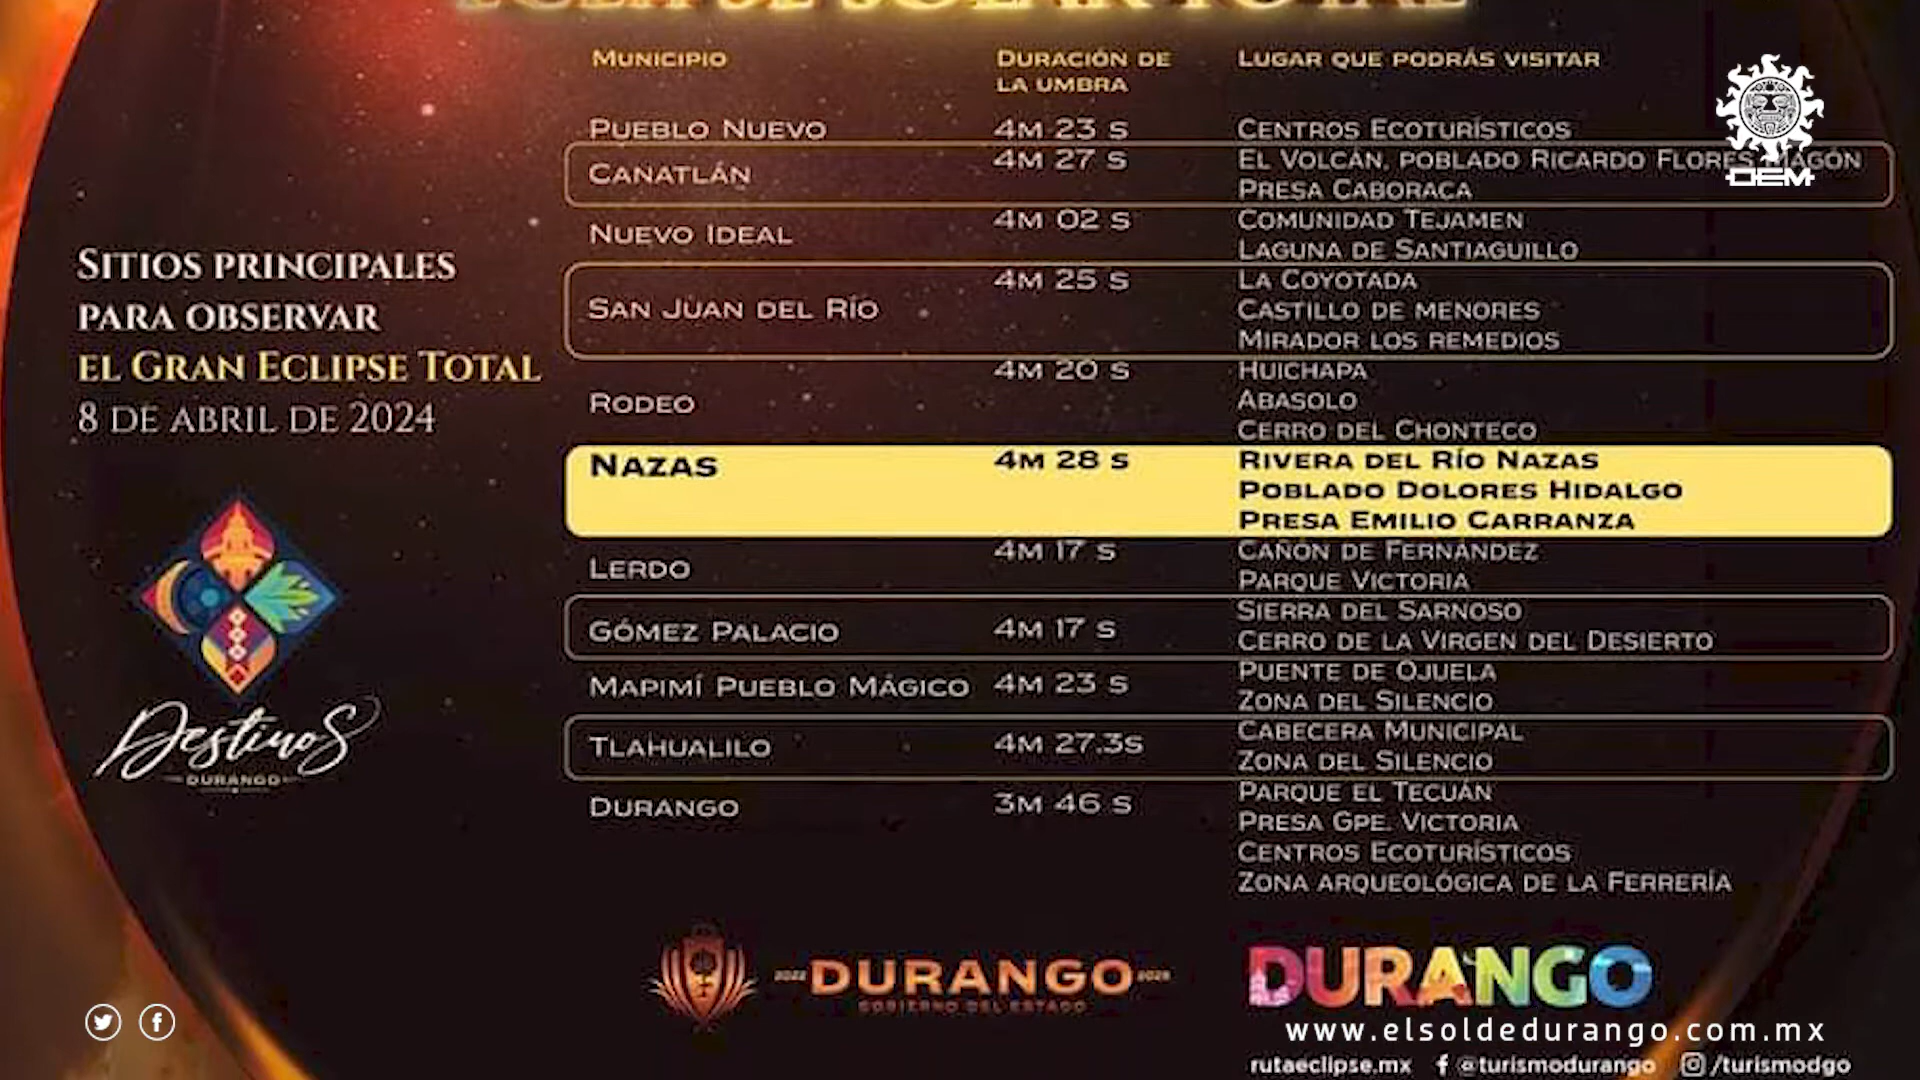 ECLIPSE SOLAR TOTAL
MUNICIPIO
DURACIÓN DE
LA UMBRA
LUGAR QUE PODRÁS VISITAR
PUEBLO NUEVO 4M 23 S CENTROS ECOTURÍSTICOS
CANATLÁN 4M 27 S EL VOLCÁN, POBLADO RICARDO FLORES MAGÓN
PRESA CABORACA
NUEVO IDEAL 4M 02 S COMUNIDAD TEJAMEN
LAGUNA DE SANTIAGUILLO
SAN JUAN DEL RÍO 4M 25 S LA COYOTADA
CASTILLO DE MENORES
MIRADOR LOS REMEDIOS
RODEO 4M 20 S HUICHAPA
ABASOLO
CERRO DEL CHONTECO
NAZAS 4M 28 S RIVERA DEL RÍO NAZAS
POBLADO DOLORES HIDALGO
PRESA EMILIO CARRANZA
LERDO 4M 17 S CAÑÓN DE FERNÁNDEZ
PARQUE VICTORIA
GÓMEZ PALACIO 4M 17 S SIERRA DEL SARNOSO
CERRO DE LA VIRGEN DEL DESIERTO
MAPIMÍ PUEBLO MÁGICO 4M 23 S PUENTE DE OJUELA
ZONA DEL SILENCIO
TLAHUALILO 4M 27.3S CABECERA MUNICIPAL
ZONA DEL SILENCIO
DURANGO 3M 46 S PARQUE EL TECUÁN
PRESA GPE. VICTORIA
CENTROS ECOTURÍSTICOS
ZONA ARQUEOLÓGICA DE LA FERRERÍA
OEM
SITIOS PRINCIPALES
PARA OBSERVAR
EL GRAN ECLIPSE TOTAL
8 DE ABRIL DE 2024
Destinos
DURANGO
2022 DURANGO 2028
GOBIERNO DEL ESTADO
DURANGO
www.elsoldedurango.com.mx
rutaeclipse.mx @turismodurango /turismodgo